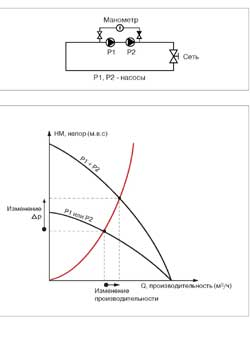 Манометр
P1 P2
Сеть
P1, P2 - насосы
HM, напор (м.в.с)
P1 + P2
P1 или P2
Изменение
Δp
Q, производительность (м³/ч)
Изменение
производительности